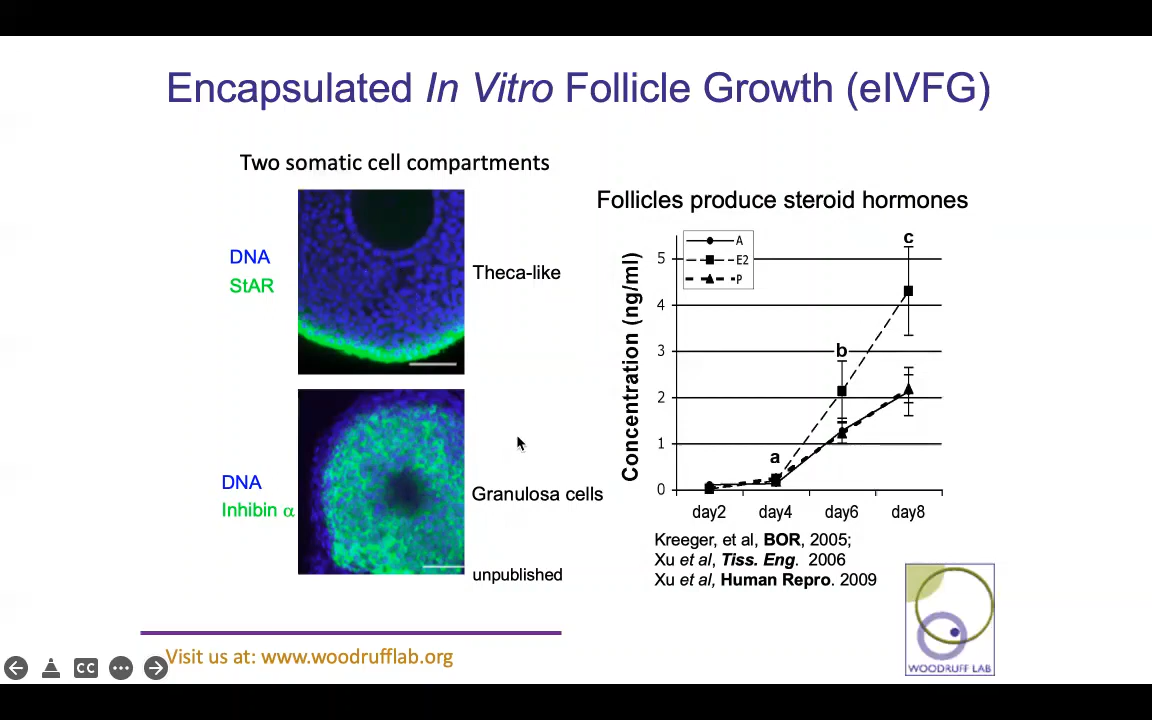 Encapsulated In Vitro Follicle Growth (eIVFG)
Two somatic cell compartments
DNA
StAR
Theca-like
DNA
Inhibin α
Granulosa cells
unpublished
Follicles produce steroid hormones
A
E2
P
Concentration (ng/ml)
5
4
3
2
1
0
a
b
c
day2 day4 day6 day8
Kreeger, et al, BOR, 2005;
Xu et al, Tiss. Eng. 2006
Xu et al, Human Repro. 2009
WOODRUFF LAB
Visit us at: www.woodrufflab.org
CC